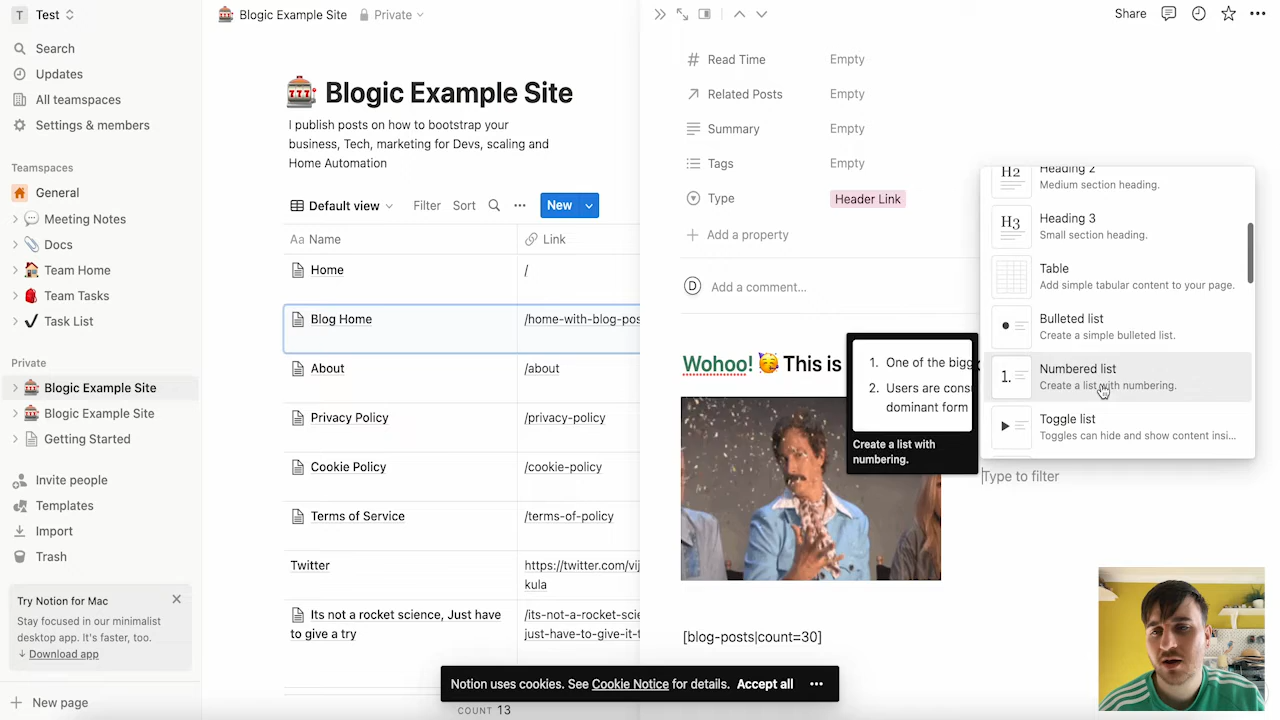 T Test
Search
Updates
All teamspaces
Settings & members
Teamspaces
General
Meeting Notes
Docs
Team Home
Team Tasks
Task List
Private
Blogic Example Site
Blogic Example Site
Getting Started
Invite people
Templates
Import
Trash
Try Notion for Mac
Stay focused in our minimalist
desktop app. It's faster, too.
↓ Download app
New page
Blogic Example Site
Private
Blogic Example Site
I publish posts on how to bootstrap your
business, Tech, marketing for Devs, scaling and
Home Automation
Default view
Filter
Sort
New
Aa Name
Link
Home
/
Blog Home
/home-with-blog-pos
About
/about
Privacy Policy
/privacy-policy
Cookie Policy
/cookie-policy
Terms of Service
/terms-of-policy
Twitter
https://twitter.com/vij
kula
Its not a rocket science, Just have
to give a try
/its-not-a-rocket-scie
just-have-to-give-it-t
COUNT 13
Share
Read Time
Empty
Related Posts
Empty
Summary
Empty
Tags
Empty
Type
Header Link
Add a property
D
Add a comment...
Wohoo! 🥳 This is
[blog-posts|count=30]
1. One of the bigg
2. Users are consu
dominant form
Create a list with
numbering.
H2
Heading 2
Medium section heading.
H3
Heading 3
Small section heading.
Table
Add simple tabular content to your page.
Bulleted list
Create a simple bulleted list.
1.
Numbered list
Create a list with numbering.
Toggle list
Toggles can hide and show content insi...
Type to filter
Notion uses cookies. See Cookie Notice for details.
Accept all